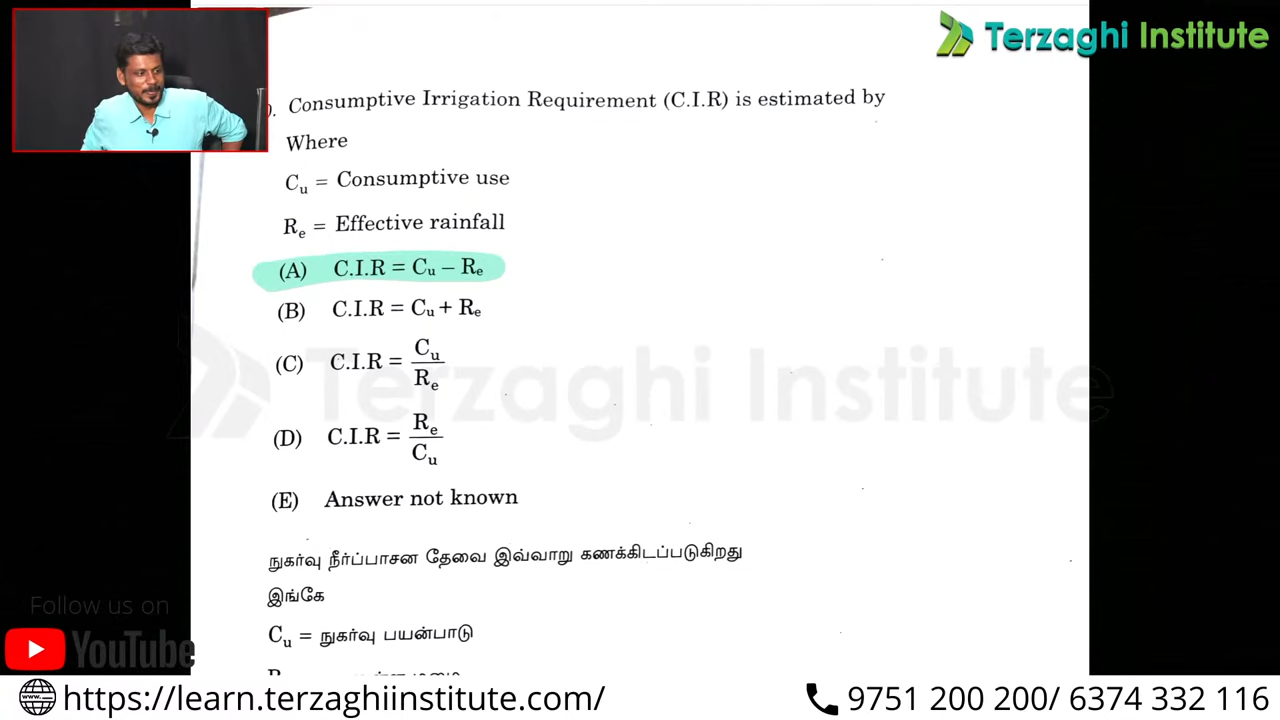 Terzaghi Institute
). Consumptive Irrigation Requirement (C.I.R) is estimated by
Where
Cᵤ = Consumptive use
Rₑ = Effective rainfall
(A) C.I.R = Cᵤ – Rₑ
(B) C.I.R = Cᵤ + Rₑ
(C) C.I.R = Cᵤ / Rₑ
(D) C.I.R = Rₑ / Cᵤ
(E) Answer not known
Terzaghi Institute
நுகர்வு நீர்ப்பாசன தேவை இவ்வாறு கணக்கிடப்படுகிறது
இங்கே
Cᵤ = நுகர்வு பயன்பாடு
Follow us on
YouTube
https://learn.terzaghiinstitute.com/
9751 200 200/ 6374 332 116